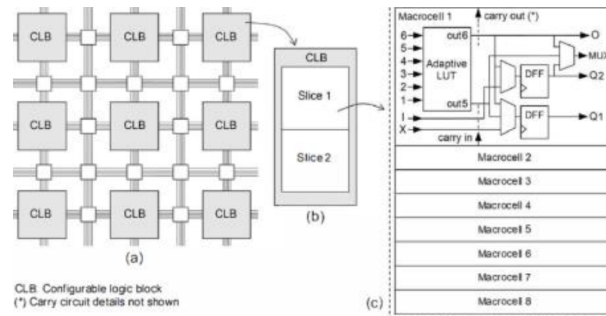 CLB CLB CLB
CLB CLB CLB
CLB CLB CLB
(a)
CLB: Configurable logic block
(*) Carry circuit details not shown
CLB
Slice 1
Slice 2
(b)
(c)
Macrocell 1
carry out (*)
6
5
4
3
2
1
I
X
out6
Adaptive
LUT
out5
carry in
DFF
DFF
O
MUX
Q2
Q1
Macrocell 2
Macrocell 3
Macrocell 4
Macrocell 5
Macrocell 6
Macrocell 7
Macrocell 8